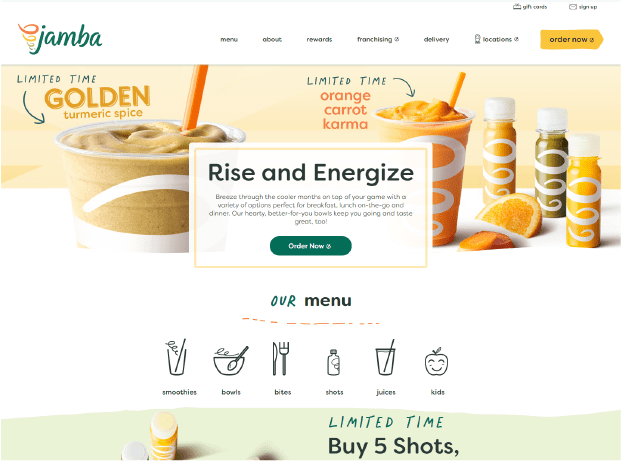 gift cards
sign up
jamba
menu
about
rewards
franchising
delivery
locations
order now
LIMITED TIME
GOLDEN
turmeric spice
LIMITED TIME
orange
carrot
karma
Rise and Energize
Breeze through the cooler months on top of your game with a
variety of options perfect for breakfast, lunch on-the-go and
dinner. Our hearty, better-for-you bowls keep you going and taste
great, too!
Order Now
OUR menu
smoothies
bowls
bites
shots
juices
kids
LIMITED TIME
Buy 5 Shots,